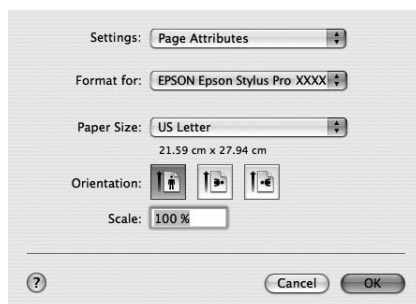 Settings: Page Attributes
Format for: EPSON Epson Stylus Pro XXXX
Paper Size: US Letter
21.59 cm x 27.94 cm
Orientation:
Scale: 100 %
? Cancel OK